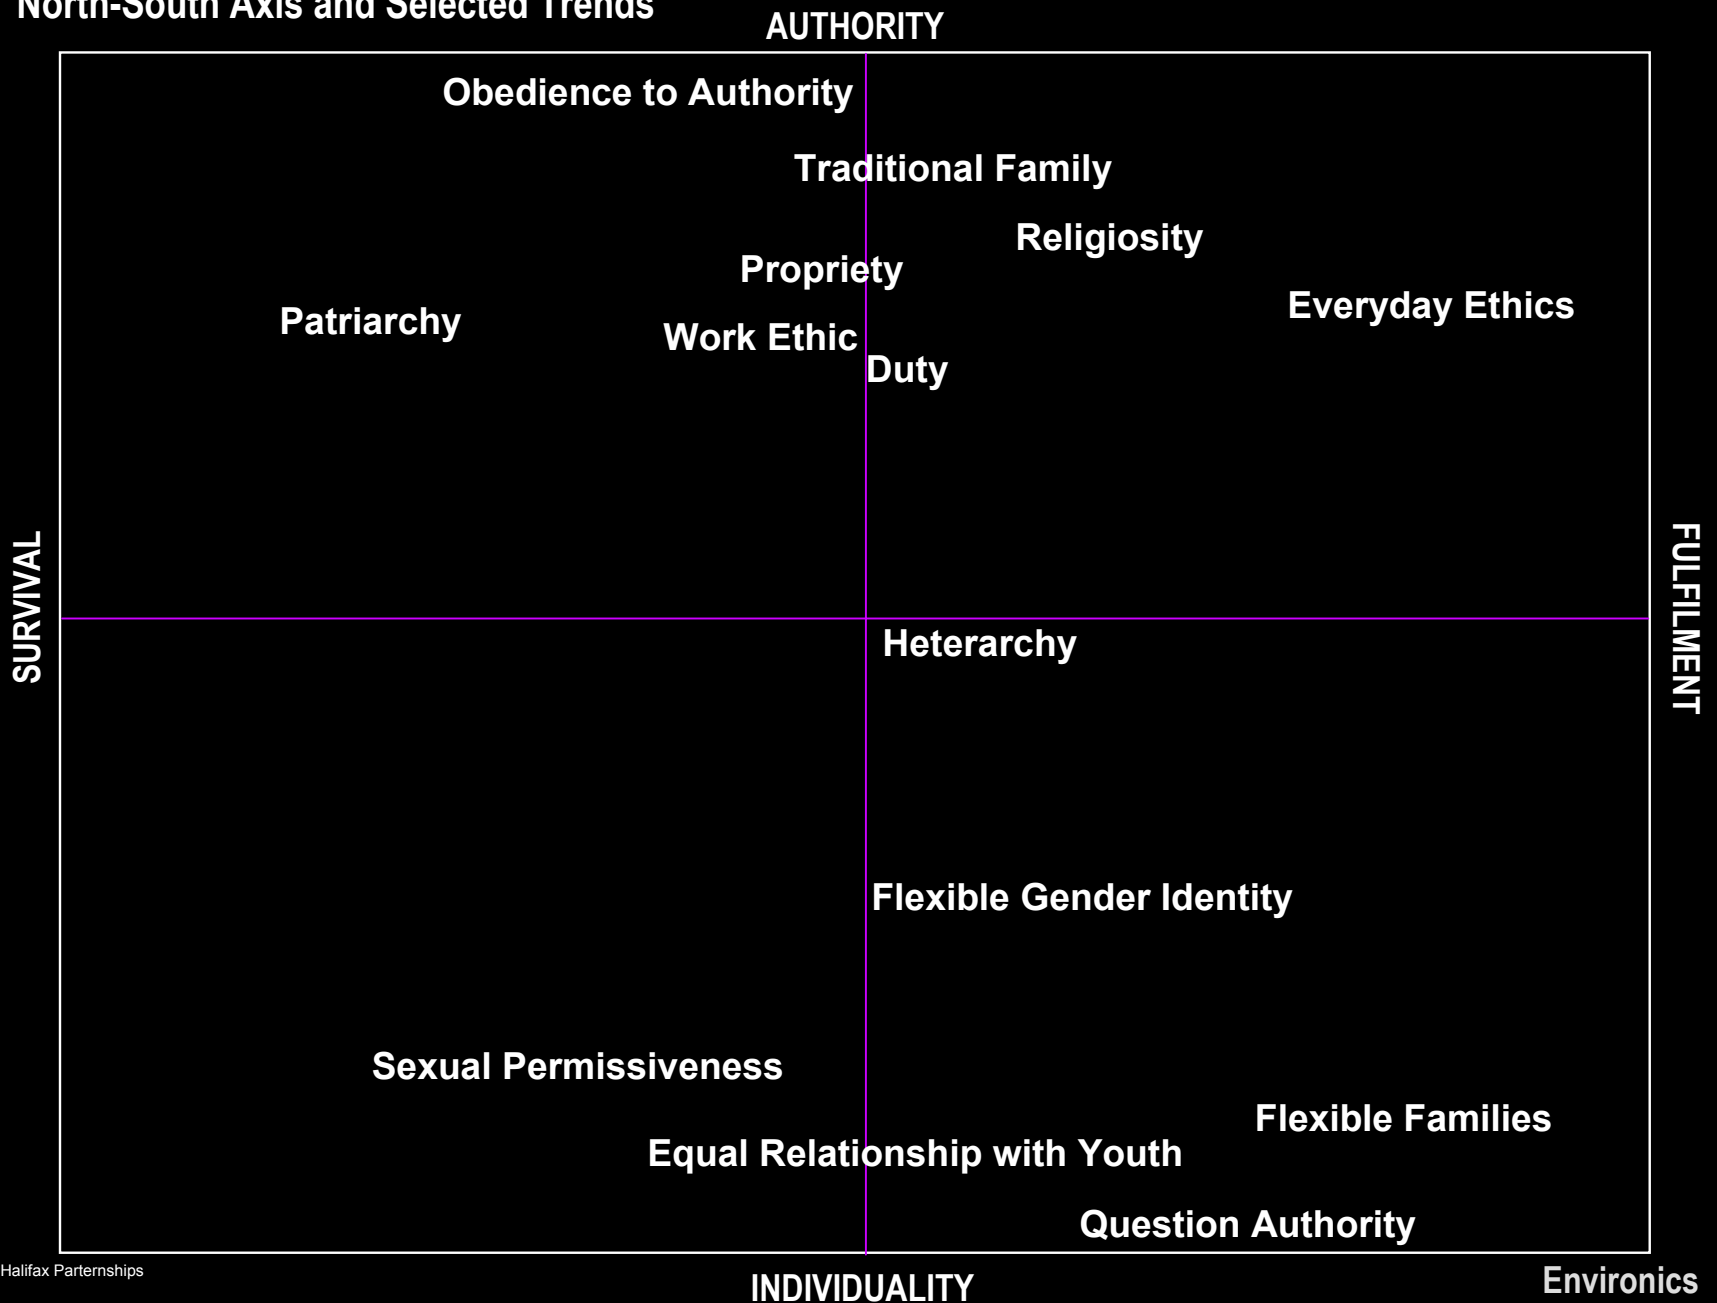 North-South Axis and Selected Trends
AUTHORITY
Obedience to Authority
Traditional Family
Religiosity
Propriety
Everyday Ethics
Patriarchy
Work Ethic
Duty
SURVIVAL
FULFILMENT
Heterarchy
Flexible Gender Identity
Sexual Permissiveness
Flexible Families
Equal Relationship with Youth
Question Authority
Halifax Parternships
INDIVIDUALITY
Environics